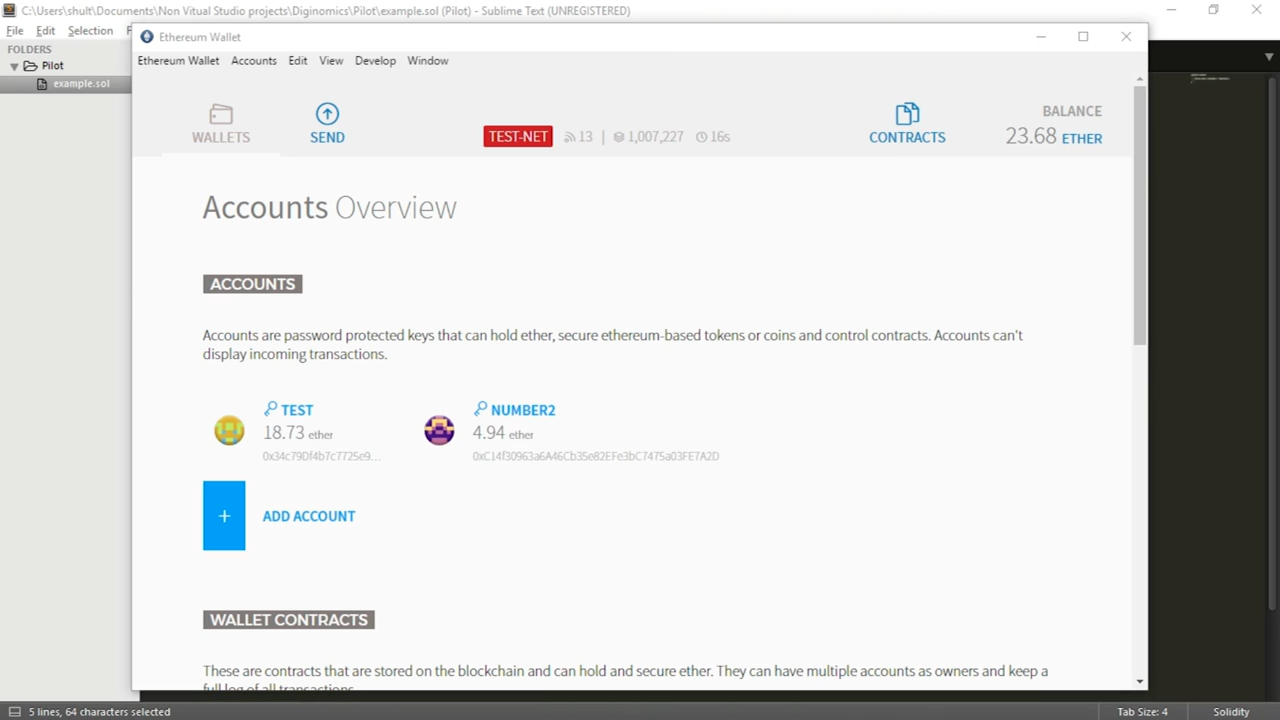 C:\Users\shult\Documents\Non Vitual Studio projects\Diginomics\Pilot\example.sol (Pilot) - Sublime Text (UNREGISTERED)
File Edit Selection F
FOLDERS
Pilot
example.sol
Ethereum Wallet
Ethereum Wallet Accounts Edit View Develop Window
WALLETS
SEND
TEST-NET 13 | 1,007,227 16s
CONTRACTS
BALANCE
23.68 ETHER
Accounts Overview
ACCOUNTS
Accounts are password protected keys that can hold ether, secure ethereum-based tokens or coins and control contracts. Accounts can't
display incoming transactions.
TEST
18.73 ether
0x34c79Df4b7c7725e9...
NUMBER2
4.94 ether
0xC14f30963a6A46Cb35e82EFe3bC7475a03FE7A2D
+ ADD ACCOUNT
WALLET CONTRACTS
These are contracts that are stored on the blockchain and can hold and secure ether. They can have multiple accounts as owners and keep a
full log of all transactions
5 lines, 64 characters selected
Tab Size: 4
Solidity